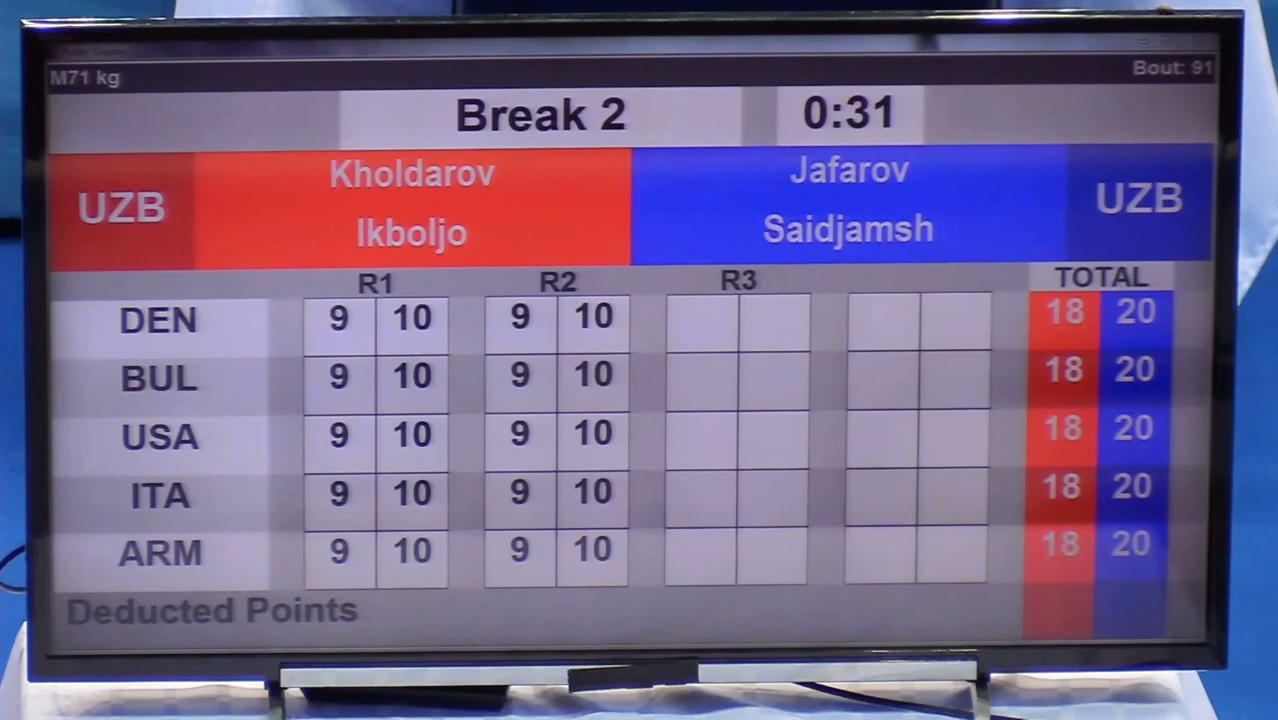 M71 kg Bout: 91
Break 2 0:31
UZB Kholdarov Ikboljo Jafarov Saidjamsh UZB
R1 R2 R3 TOTAL
DEN 9 10 9 10 18 20
BUL 9 10 9 10 18 20
USA 9 10 9 10 18 20
ITA 9 10 9 10 18 20
ARM 9 10 9 10 18 20
Deducted Points